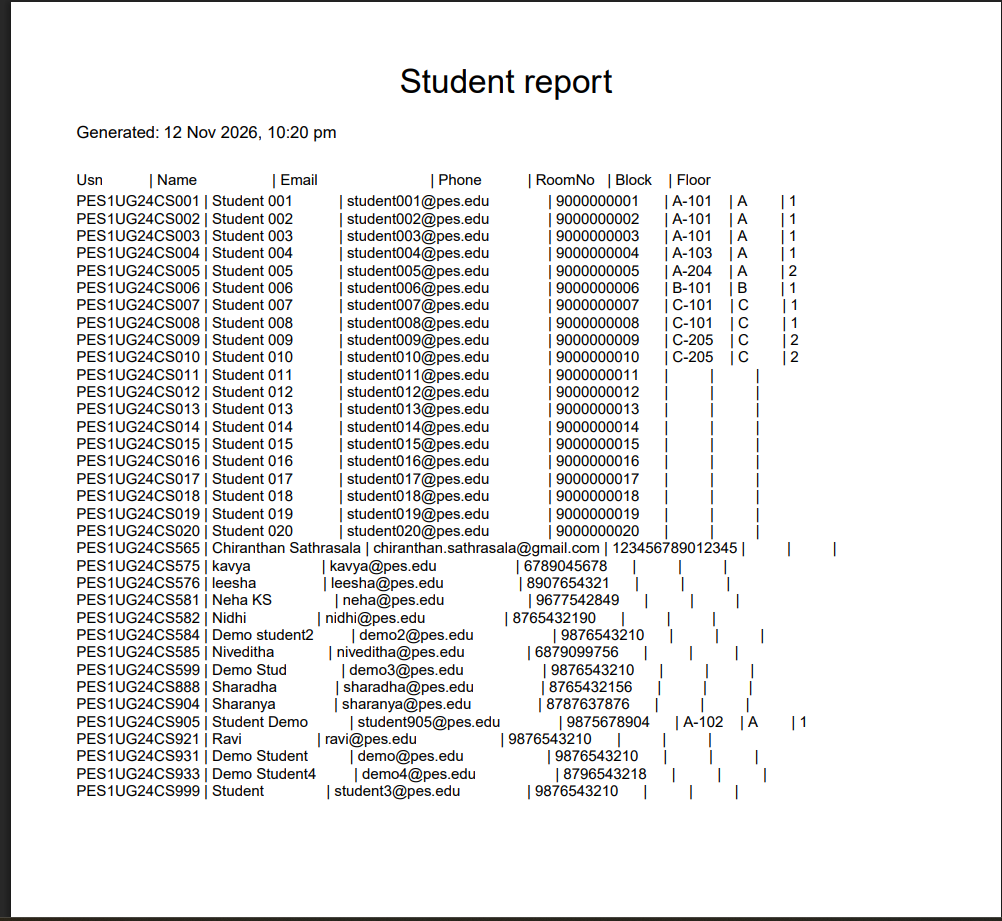 Student report
Generated: 12 Nov 2026, 10:20 pm
Usn | Name | Email | Phone | RoomNo | Block | Floor
PES1UG24CS001 | Student 001 | student001@pes.edu | 9000000001 | A-101 | A | 1
PES1UG24CS002 | Student 002 | student002@pes.edu | 9000000002 | A-101 | A | 1
PES1UG24CS003 | Student 003 | student003@pes.edu | 9000000003 | A-101 | A | 1
PES1UG24CS004 | Student 004 | student004@pes.edu | 9000000004 | A-103 | A | 1
PES1UG24CS005 | Student 005 | student005@pes.edu | 9000000005 | A-204 | A | 2
PES1UG24CS006 | Student 006 | student006@pes.edu | 9000000006 | B-101 | B | 1
PES1UG24CS007 | Student 007 | student007@pes.edu | 9000000007 | C-101 | C | 1
PES1UG24CS008 | Student 008 | student008@pes.edu | 9000000008 | C-101 | C | 1
PES1UG24CS009 | Student 009 | student009@pes.edu | 9000000009 | C-205 | C | 2
PES1UG24CS010 | Student 010 | student010@pes.edu | 9000000010 | C-205 | C | 2
PES1UG24CS011 | Student 011 | student011@pes.edu | 9000000011 | | |
PES1UG24CS012 | Student 012 | student012@pes.edu | 9000000012 | | |
PES1UG24CS013 | Student 013 | student013@pes.edu | 9000000013 | | |
PES1UG24CS014 | Student 014 | student014@pes.edu | 9000000014 | | |
PES1UG24CS015 | Student 015 | student015@pes.edu | 9000000015 | | |
PES1UG24CS016 | Student 016 | student016@pes.edu | 9000000016 | | |
PES1UG24CS017 | Student 017 | student017@pes.edu | 9000000017 | | |
PES1UG24CS018 | Student 018 | student018@pes.edu | 9000000018 | | |
PES1UG24CS019 | Student 019 | student019@pes.edu | 9000000019 | | |
PES1UG24CS020 | Student 020 | student020@pes.edu | 9000000020 | | |
PES1UG24CS565 | Chiranthan Sathrasala | chiranthan.sathrasala@gmail.com | 123456789012345 | | |
PES1UG24CS575 | kavya | kavya@pes.edu | 6789045678 | | |
PES1UG24CS576 | leesha | leesha@pes.edu | 8907654321 | | |
PES1UG24CS581 | Neha KS | neha@pes.edu | 9677542849 | | |
PES1UG24CS582 | Nidhi | nidhi@pes.edu | 8765432190 | | |
PES1UG24CS584 | Demo student2 | demo2@pes.edu | 9876543210 | | |
PES1UG24CS585 | Niveditha | niveditha@pes.edu | 6879099756 | | |
PES1UG24CS599 | Demo Stud | demo3@pes.edu | 9876543210 | | |
PES1UG24CS888 | Sharadha | sharadha@pes.edu | 8765432156 | | |
PES1UG24CS904 | Sharanya | sharanya@pes.edu | 8787637876 | | |
PES1UG24CS905 | Student Demo | student905@pes.edu | 9875678904 | A-102 | A | 1
PES1UG24CS921 | Ravi | ravi@pes.edu | 9876543210 | | |
PES1UG24CS931 | Demo Student | demo@pes.edu | 9876543210 | | |
PES1UG24CS933 | Demo Student4 | demo4@pes.edu | 8796543218 | | |
PES1UG24CS999 | Student | student3@pes.edu | 9876543210 | | |